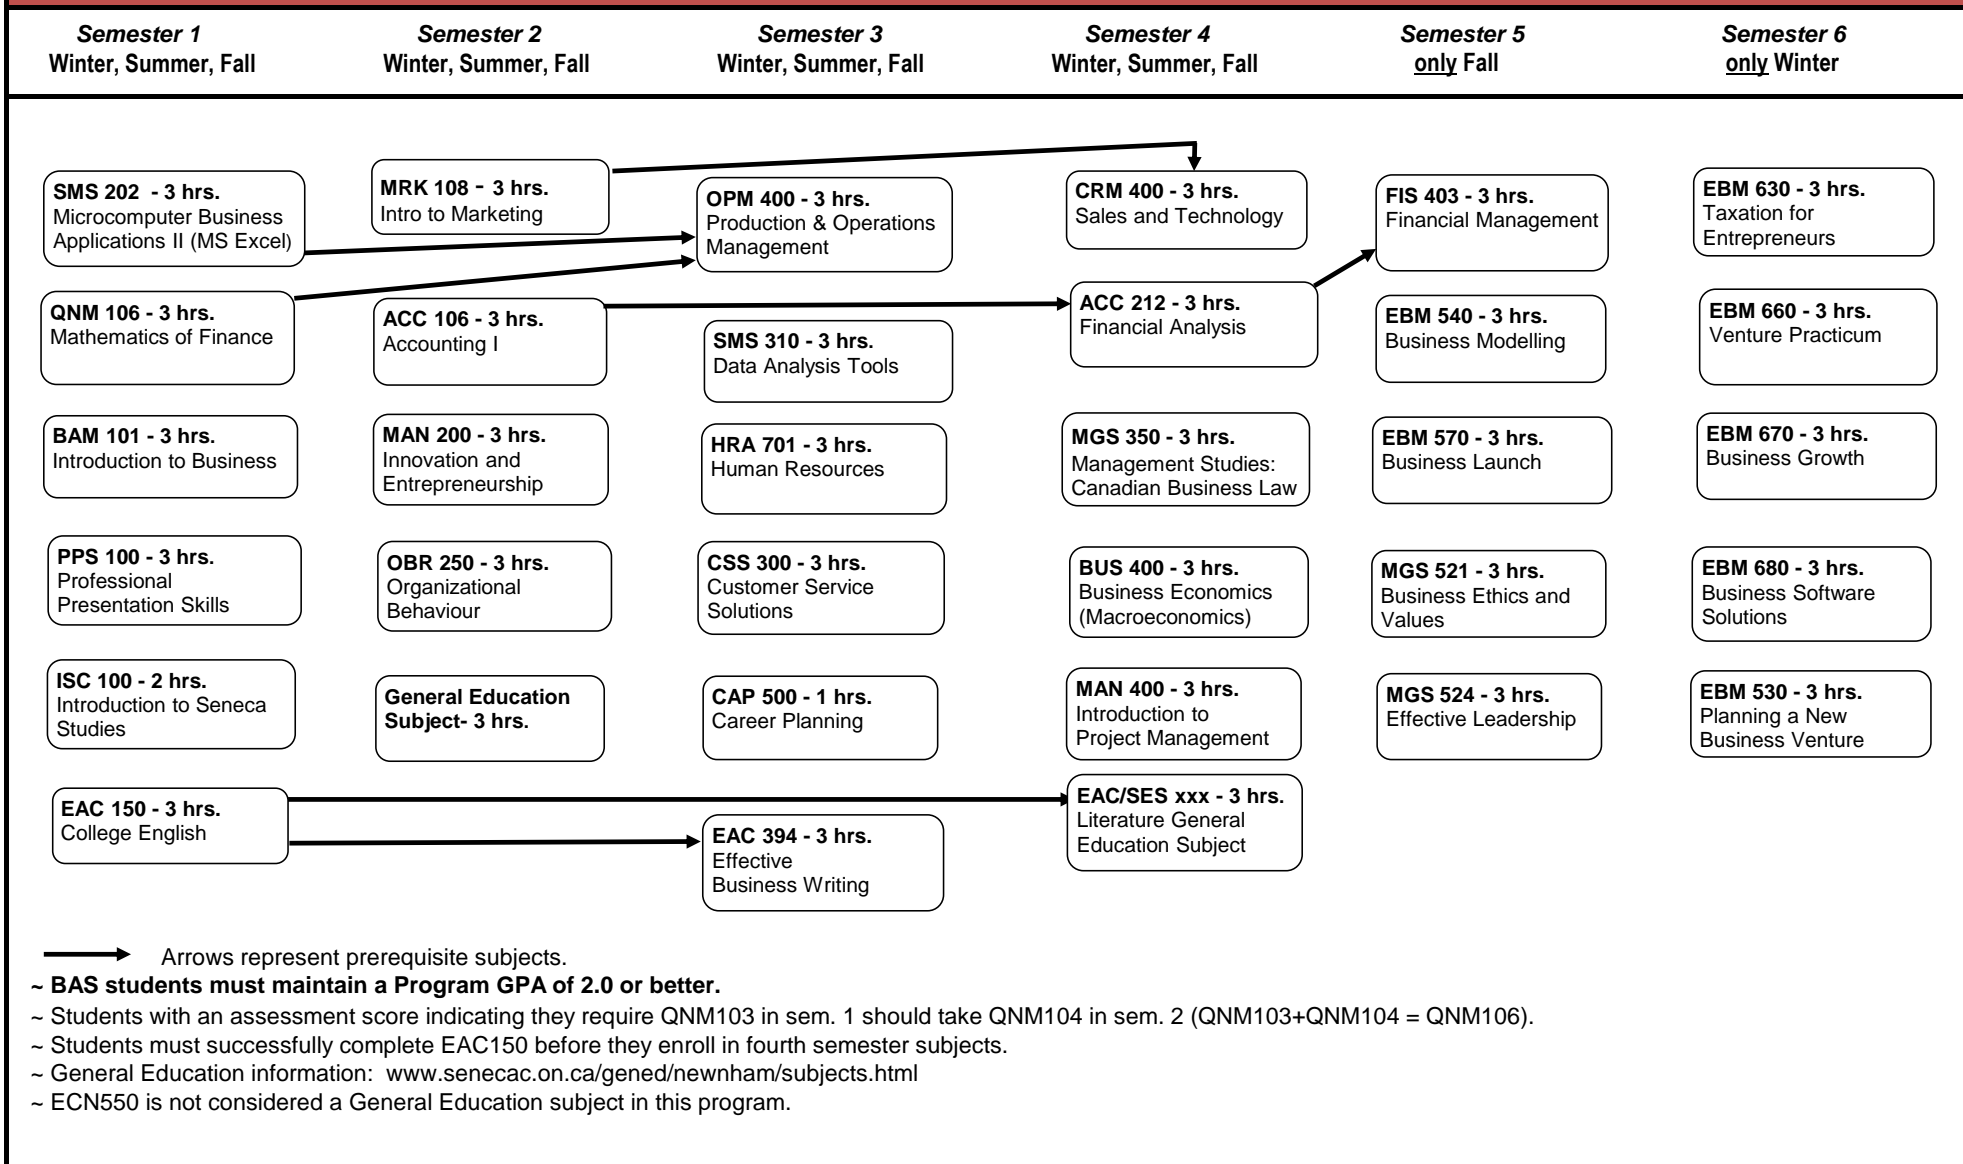 Semester 1
Winter, Summer, Fall
Semester 2
Winter, Summer, Fall
Semester 3
Winter, Summer, Fall
Semester 4
Winter, Summer, Fall
Semester 5
only Fall
Semester 6
only Winter
SMS 202  - 3 hrs.
Microcomputer Business
Applications II (MS Excel)
QNM 106 - 3 hrs.
Mathematics of Finance
BAM 101 - 3 hrs.
Introduction to Business
PPS 100 - 3 hrs.
Professional
Presentation Skills
ISC 100 - 2 hrs.
Introduction to Seneca
Studies
EAC 150 - 3 hrs.
College English
MRK 108 - 3 hrs.
Intro to Marketing
ACC 106 - 3 hrs.
Accounting I
MAN 200 - 3 hrs.
Innovation and
Entrepreneurship
OBR 250 - 3 hrs.
Organizational
Behaviour
General Education
Subject- 3 hrs.
OPM 400 - 3 hrs.
Production & Operations
Management
SMS 310 - 3 hrs.
Data Analysis Tools
HRA 701 - 3 hrs.
Human Resources
CSS 300 - 3 hrs.
Customer Service
Solutions
CAP 500 - 1 hrs.
Career Planning
EAC 394 - 3 hrs.
Effective
Business Writing
CRM 400 - 3 hrs.
Sales and Technology
ACC 212 - 3 hrs.
Financial Analysis
MGS 350 - 3 hrs.
Management Studies:
Canadian Business Law
BUS 400 - 3 hrs.
Business Economics
(Macroeconomics)
MAN 400 - 3 hrs.
Introduction to
Project Management
EAC/SES xxx - 3 hrs.
Literature General
Education Subject
FIS 403 - 3 hrs.
Financial Management
EBM 540 - 3 hrs.
Business Modelling
EBM 570 - 3 hrs.
Business Launch
MGS 521 - 3 hrs.
Business Ethics and
Values
MGS 524 - 3 hrs.
Effective Leadership
EBM 630 - 3 hrs.
Taxation for
Entrepreneurs
EBM 660 - 3 hrs.
Venture Practicum
EBM 670 - 3 hrs.
Business Growth
EBM 680 - 3 hrs.
Business Software
Solutions
EBM 530 - 3 hrs.
Planning a New
Business Venture
Arrows represent prerequisite subjects.
~ BAS students must maintain a Program GPA of 2.0 or better.
~ Students with an assessment score indicating they require QNM103 in sem. 1 should take QNM104 in sem. 2 (QNM103+QNM104 = QNM106).
~ Students must successfully complete EAC150 before they enroll in fourth semester subjects.
~ General Education information:  www.senecac.on.ca/gened/newnham/subjects.html
~ ECN550 is not considered a General Education subject in this program.